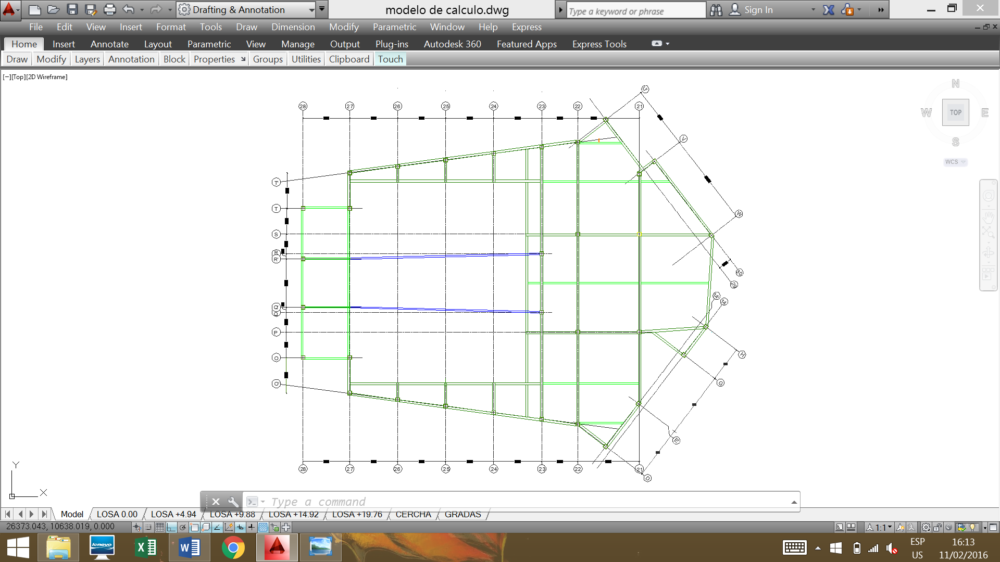 Drafting & Annotation
modelo de calculo.dwg
Type a keyword or phrase
Sign In
File Edit View Insert Format Tools Draw Dimension Modify Parametric Window Help Express
Home Insert Annotate Layout Parametric View Manage Output Plug-ins Autodesk 360 Featured Apps Express Tools
Draw Modify Layers Annotation Block Properties Groups Utilities Clipboard Touch
[−][Top][2D Wireframe]
N
W TOP E
S
WCS
28 27 26 25 24 23 22 21
U'
V
W
30
29
14'
14
H
G
E
D
T'
T
S
R
R'
Q'
Q
P
O
O'
28 27 26 25 24 23 22 21
Y
X
Type a command
Model LOSA 0.00 LOSA +4.94 LOSA +9.88 LOSA +14.92 LOSA +19.76 CERCHA GRADAS
26373.043, 10638.019, 0.000
1:1
lenovo
ESP
US
16:13
11/02/2016